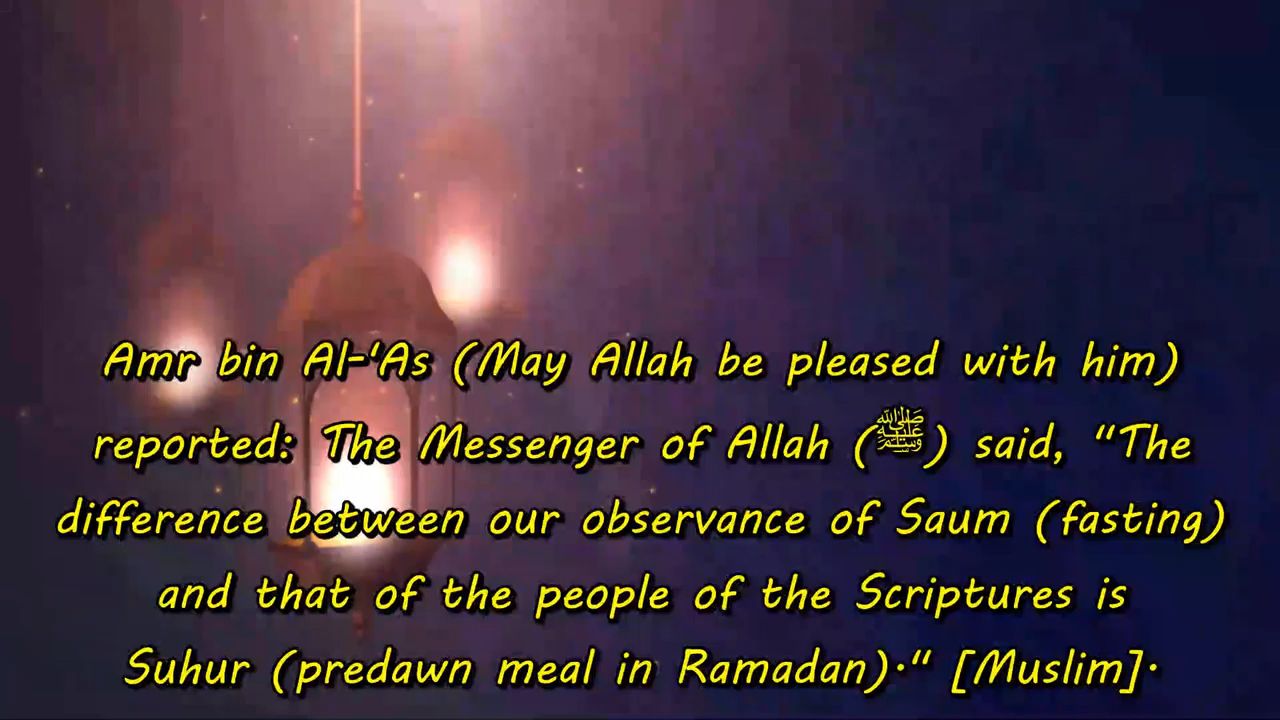 Amr bin Al-‘As (May Allah be pleased with him)
reported: The Messenger of Allah (ﷺ) said, “The
difference between our observance of Saum (fasting)
and that of the people of the Scriptures is
Suhur (predawn meal in Ramadan).“ [Muslim].